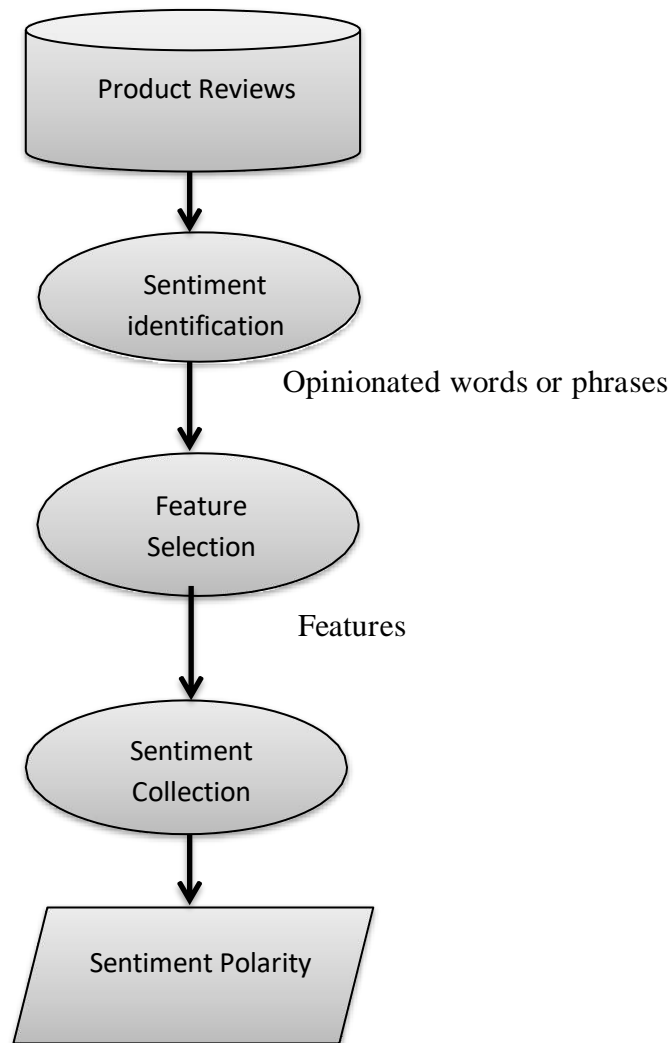 Product Reviews
Sentiment
identification
Opinionated words or phrases
Feature
Selection
Features
Sentiment
Collection
Sentiment Polarity